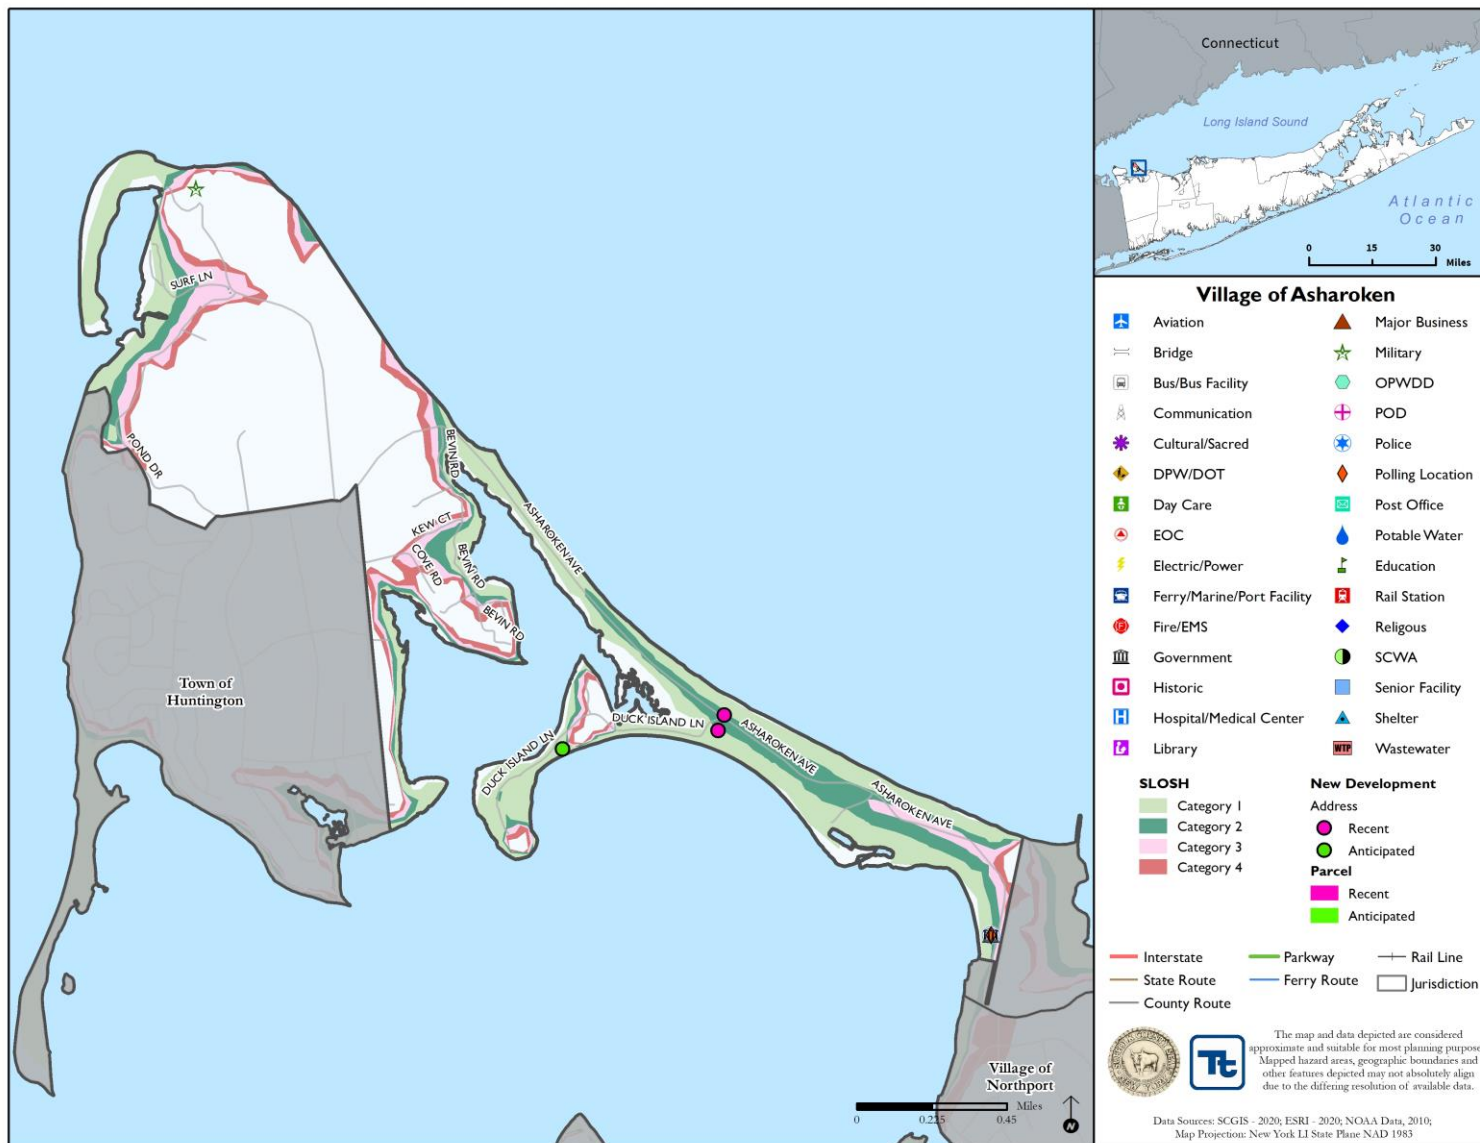 Connecticut
Long Island Sound
Atlantic
Ocean
0 15 30
Miles
SURF LN
POND DR
BEVIN RD
KEW CT
COVE RD
BEVIN RD
BEVIN RD
ASHAROKEN AVE
DUCK ISLAND LN
DUCK ISLAND LN
ASHAROKEN AVE
ASHAROKEN AVE
Town of
Huntington
Village of
Northport
Miles
0 0.225 0.45
N
Village of Asharoken
Aviation
Bridge
Bus/Bus Facility
Communication
Cultural/Sacred
DPW/DOT
Day Care
EOC
Electric/Power
Ferry/Marine/Port Facility
Fire/EMS
Government
Historic
Hospital/Medical Center
Library
Major Business
Military
OPWDD
POD
Police
Polling Location
Post Office
Potable Water
Education
Rail Station
Religous
SCWA
Senior Facility
Shelter
WTP Wastewater
SLOSH
Category 1
Category 2
Category 3
Category 4
New Development
Address
Recent
Anticipated
Parcel
Recent
Anticipated
Interstate
State Route
County Route
Parkway
Ferry Route
Rail Line
Jurisdiction
Tt
The map and data depicted are considered
approximate and suitable for most planning purpose
Mapped hazard areas, geographic boundaries and
other features depicted may not absolutely align
due to the differing resolution of available data.
Data Sources: SCGIS - 2020; ESRI - 2020; NOAA Data, 2010;
Map Projection: New York LI State Plane NAD 1983